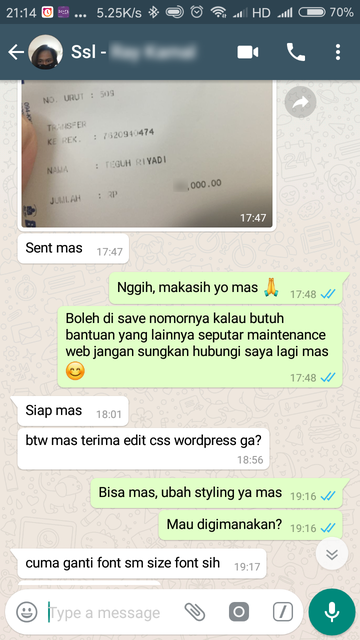 21:14
... 5.25K/s HD 70%
Ssl -
NO. URUT : 509
TRANSFER
KE REK. : 7820940474
NAMA : TEGUH RIYADI
JUMLAH : RP ,000.00
17:47
Sent mas 17:47
Nggih, makasih yo mas 🙏 17:48
Boleh di save nomornya kalau butuh
bantuan yang lainnya seputar maintenance
web jangan sungkan hubungi saya lagi mas
😊 17:48
Siap mas 18:01
btw mas terima edit css wordpress ga?
18:56
Bisa mas, ubah styling ya mas 19:16
Mau digimanakan? 19:16
cuma ganti font sm size font sih 19:17
Type a message